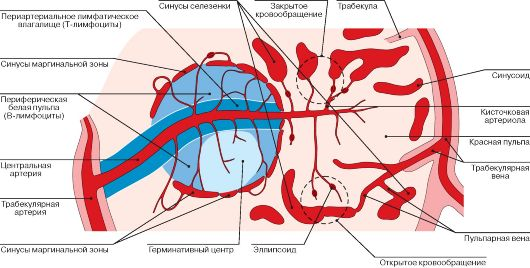 Периартериальное лимфатическое
влагалище (Т-лимфоциты)
Синусы селезенки
Закрытое
кровообращение
Трабекула
Синусы маргинальной зоны
Синусоид
Периферическая
белая пульпа
(В-лимфоциты)
Кисточковая
артериола
Красная пульпа
Центральная
артерия
Трабекулярная
вена
Трабекулярная
артерия
Пульпарная вена
Синусы маргинальной зоны
Герминативный центр
Эллипсоид
Открытое кровообращение